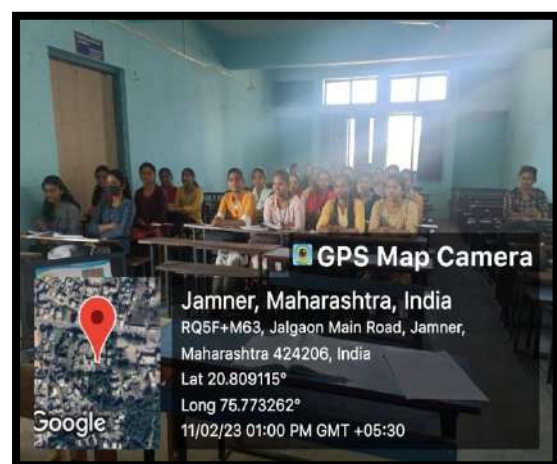 GPS Map Camera
Jamner, Maharashtra, India
RQ5F+M63, Jalgaon Main Road, Jamner,
Maharashtra 424206, India
Lat 20.809115°
Long 75.773262°
11/02/23 01:00 PM GMT +05:30
Google